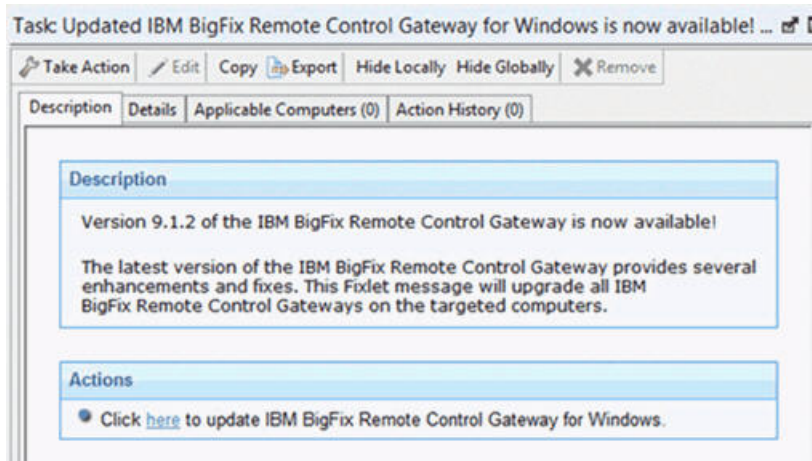 Task: Updated IBM BigFix Remote Control Gateway for Windows is now available! ...
Take Action Edit Copy Export Hide Locally Hide Globally Remove
Description Details Applicable Computers (0) Action History (0)
Description
Version 9.1.2 of the IBM BigFix Remote Control Gateway is now available!
The latest version of the IBM BigFix Remote Control Gateway provides several
enhancements and fixes. This Fixlet message will upgrade all IBM
BigFix Remote Control Gateways on the targeted computers.
Actions
Click here to update IBM BigFix Remote Control Gateway for Windows.